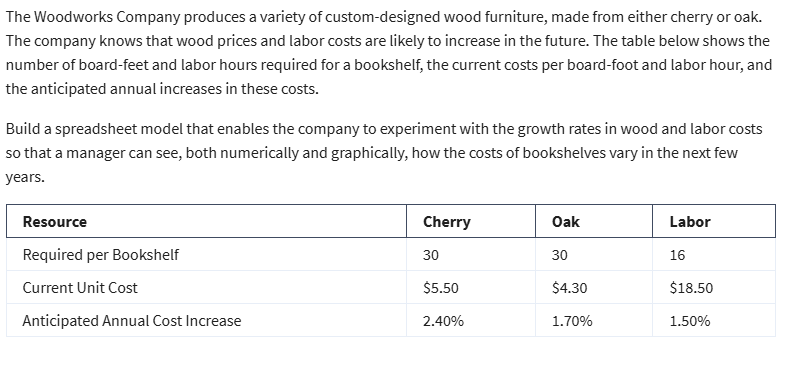 The Woodworks Company produces a variety of custom-designed wood furniture, made from either cherry or oak.
The company knows that wood prices and labor costs are likely to increase in the future. The table below shows the
number of board-feet and labor hours required for a bookshelf, the current costs per board-foot and labor hour, and
the anticipated annual increases in these costs.
Build a spreadsheet model that enables the company to experiment with the growth rates in wood and labor costs
so that a manager can see, both numerically and graphically, how the costs of bookshelves vary in the next few
years.
Resource Cherry Oak Labor
Required per Bookshelf 30 30 16
Current Unit Cost $5.50 $4.30 $18.50
Anticipated Annual Cost Increase 2.40% 1.70% 1.50%